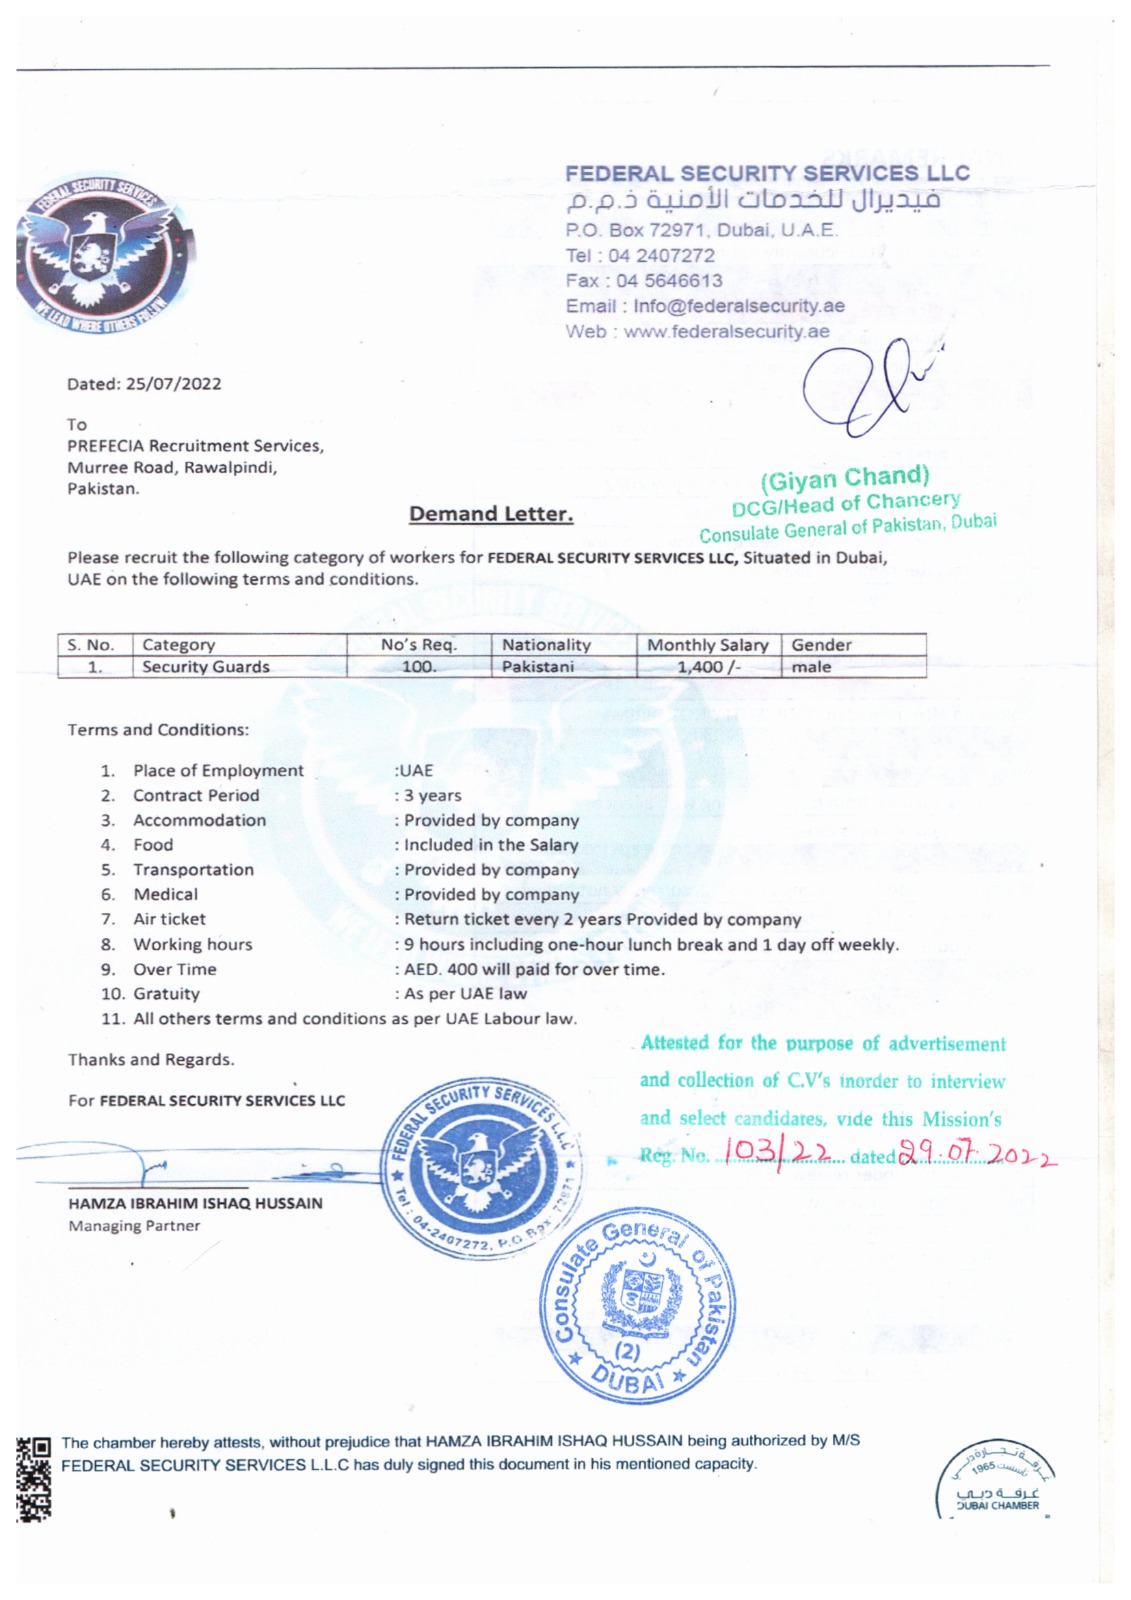 FEDERAL SECURITY SERVICES
WE LEAD WHERE OTHERS FOLLOW
FEDERAL SECURITY SERVICES LLC
فيديرال للخدمات الأمنية ذ.م.م
P.O. Box 72971, Dubai, U.A.E.
Tel : 04 2407272
Fax : 04 5646613
Email : Info@federalsecurity.ae
Web : www.federalsecurity.ae
Dated: 25/07/2022
To
PREFECIA Recruitment Services,
Murree Road, Rawalpindi,
Pakistan.
(Giyan Chand)
DCG/Head of Chancery
Consulate General of Pakistan, Dubai
Demand Letter.
Please recruit the following category of workers for FEDERAL SECURITY SERVICES LLC, Situated in Dubai,
UAE on the following terms and conditions.
S. No. Category No's Req. Nationality Monthly Salary Gender
1. Security Guards 100. Pakistani 1,400 /- male
Terms and Conditions:
1. Place of Employment :UAE
2. Contract Period : 3 years
3. Accommodation : Provided by company
4. Food : Included in the Salary
5. Transportation : Provided by company
6. Medical : Provided by company
7. Air ticket : Return ticket every 2 years Provided by company
8. Working hours : 9 hours including one-hour lunch break and 1 day off weekly.
9. Over Time : AED. 400 will paid for over time.
10. Gratuity : As per UAE law
11. All others terms and conditions as per UAE Labour law.
Thanks and Regards.
For FEDERAL SECURITY SERVICES LLC
Attested for the purpose of advertisement
and collection of C.V's inorder to interview
and select candidates, vide this Mission's
Reg. No. 103/22 dated 29.07.2022
FEDERAL SECURITY SERVICES L.L.C
Tel : 04-2407272, P.O.Box: 72971
HAMZA IBRAHIM ISHAQ HUSSAIN
Managing Partner
Consulate General of Pakistan
(2)
DUBAI
The chamber hereby attests, without prejudice that HAMZA IBRAHIM ISHAQ HUSSAIN being authorized by M/S
FEDERAL SECURITY SERVICES L.L.C has duly signed this document in his mentioned capacity.
غرفة تجارة دبي
تأسست 1965
غرفة دبي
DUBAI CHAMBER